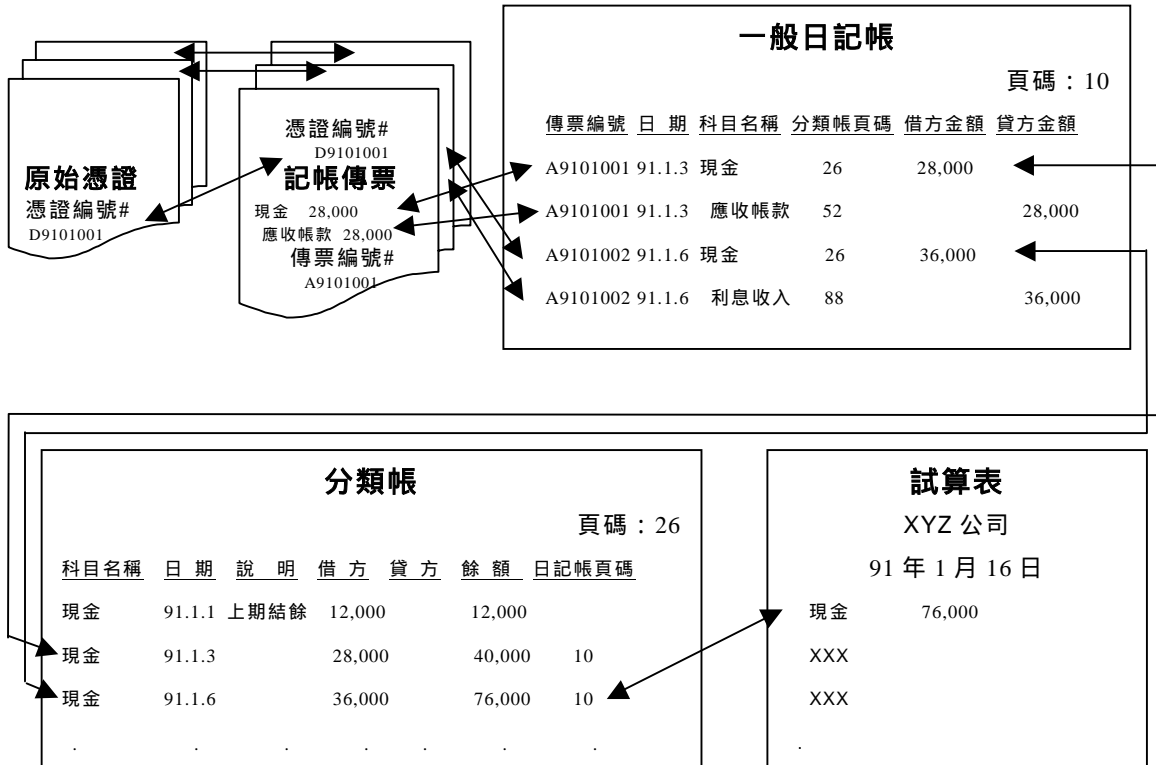 原始憑證
憑證編號#
D9101001
憑證編號#
D9101001
記帳傳票
現金 28,000
應收帳款 28,000
傳票編號#
A9101001
一般日記帳
頁碼：10
傳票編號 日 期 科目名稱 分類帳頁碼 借方金額 貸方金額
A9101001 91.1.3 現金 26 28,000
A9101001 91.1.3 應收帳款 52 28,000
A9101002 91.1.6 現金 26 36,000
A9101002 91.1.6 利息收入 88 36,000
分類帳
頁碼：26
科目名稱 日 期 說 明 借 方 貸 方 餘 額 日記帳頁碼
現金 91.1.1 上期結餘 12,000 12,000
現金 91.1.3 28,000 40,000 10
現金 91.1.6 36,000 76,000 10
. . . . . . .
試算表
XYZ 公司
91 年 1 月 16 日
現金 76,000
XXX
XXX
.